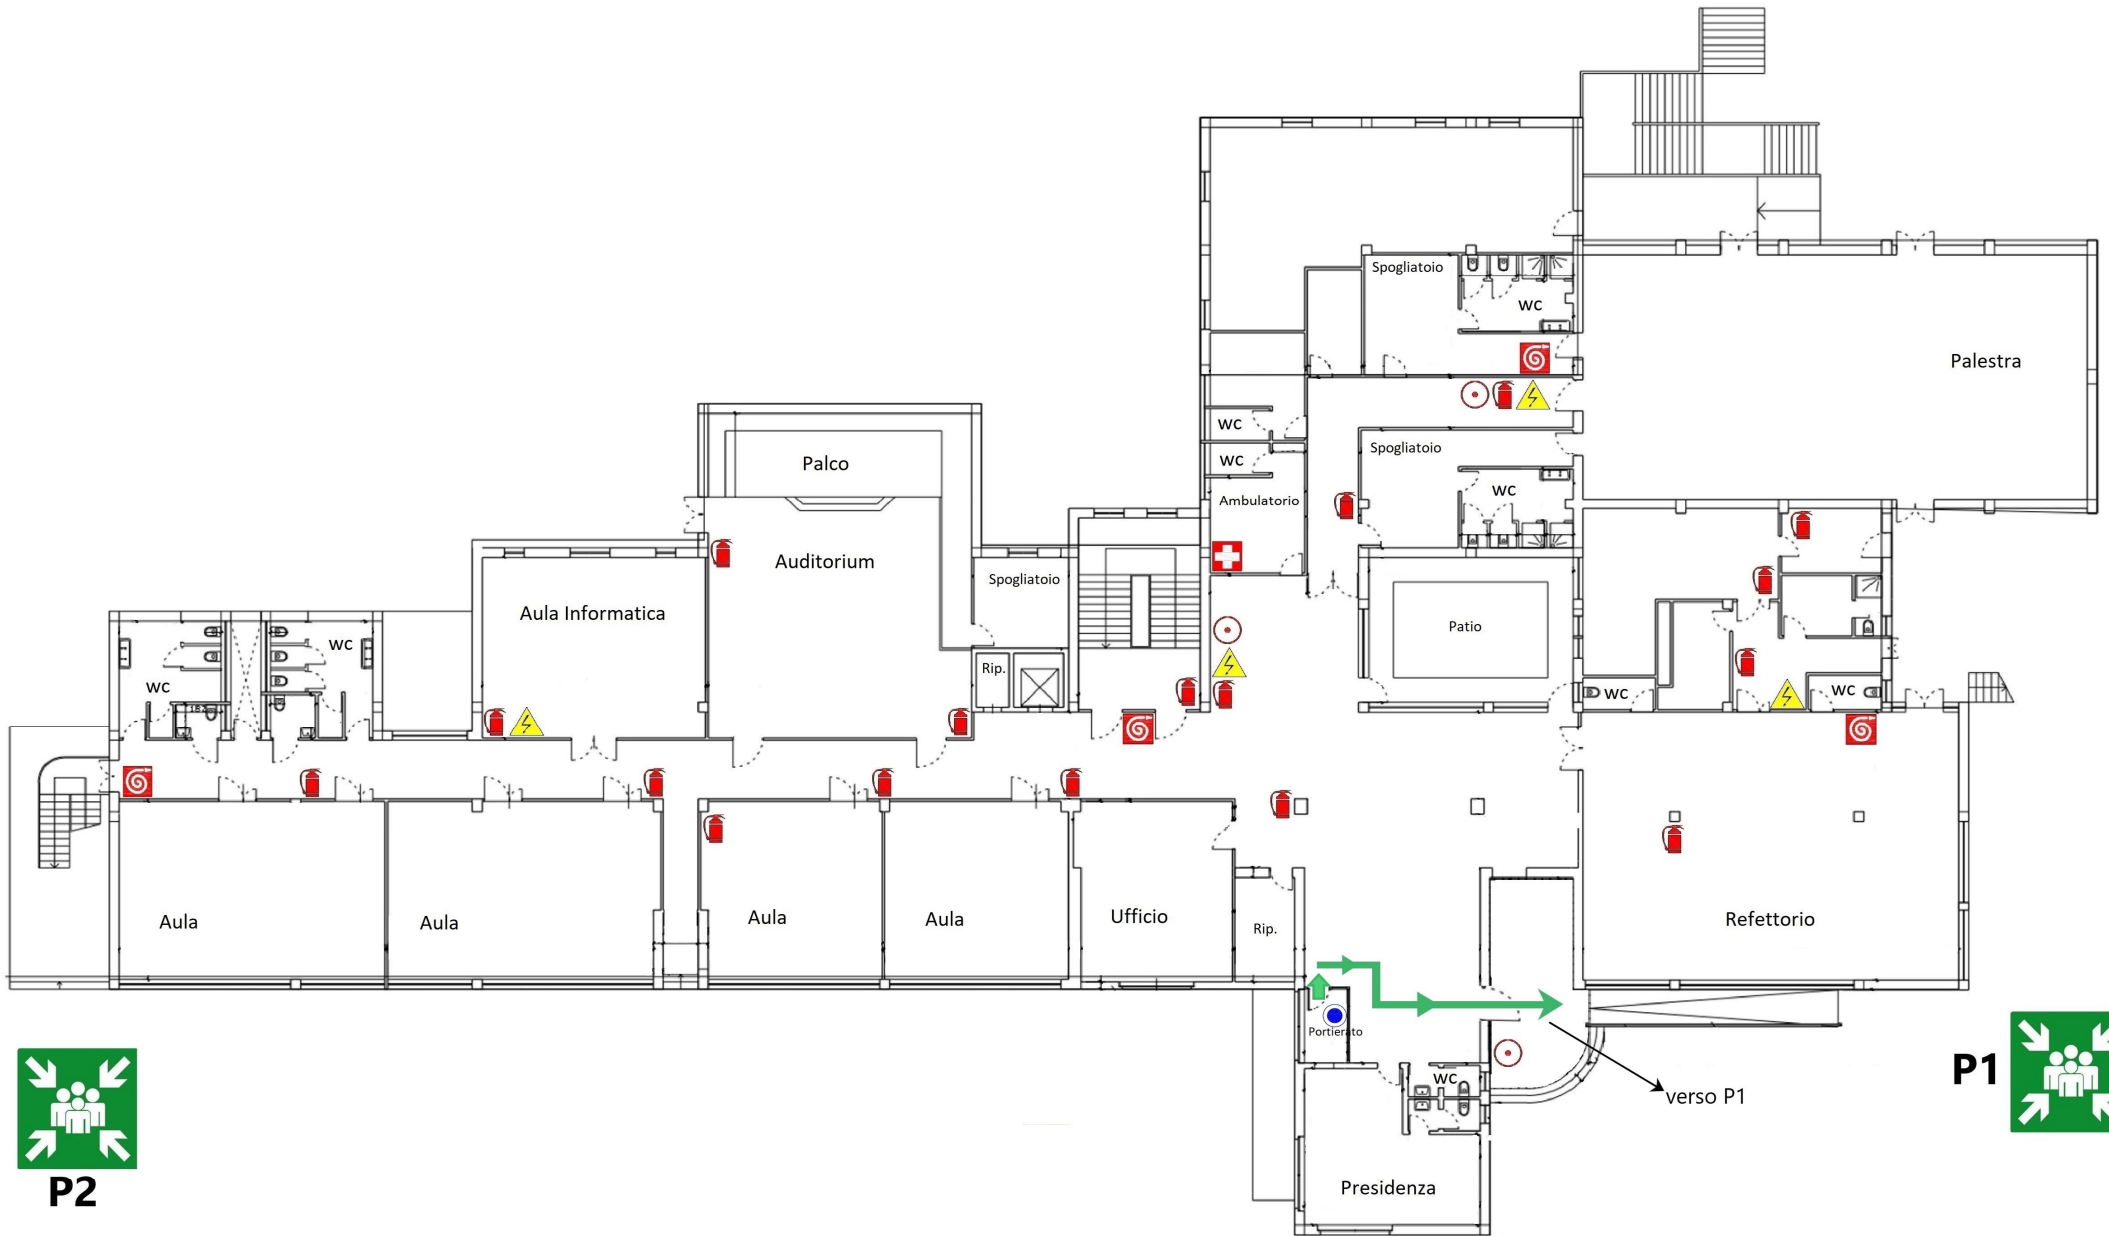 Spogliatoio
wc
Palestra
wc
Spogliatoio
Palco
wc
wc
Ambulatorio
Auditorium
Spogliatoio
Aula Informatica
Patio
wc
Rip.
wc
wc
wc
Aula
Aula
Aula
Aula
Ufficio
Rip.
Refettorio
Portierato
wc
verso P1
P1
Presidenza
P2